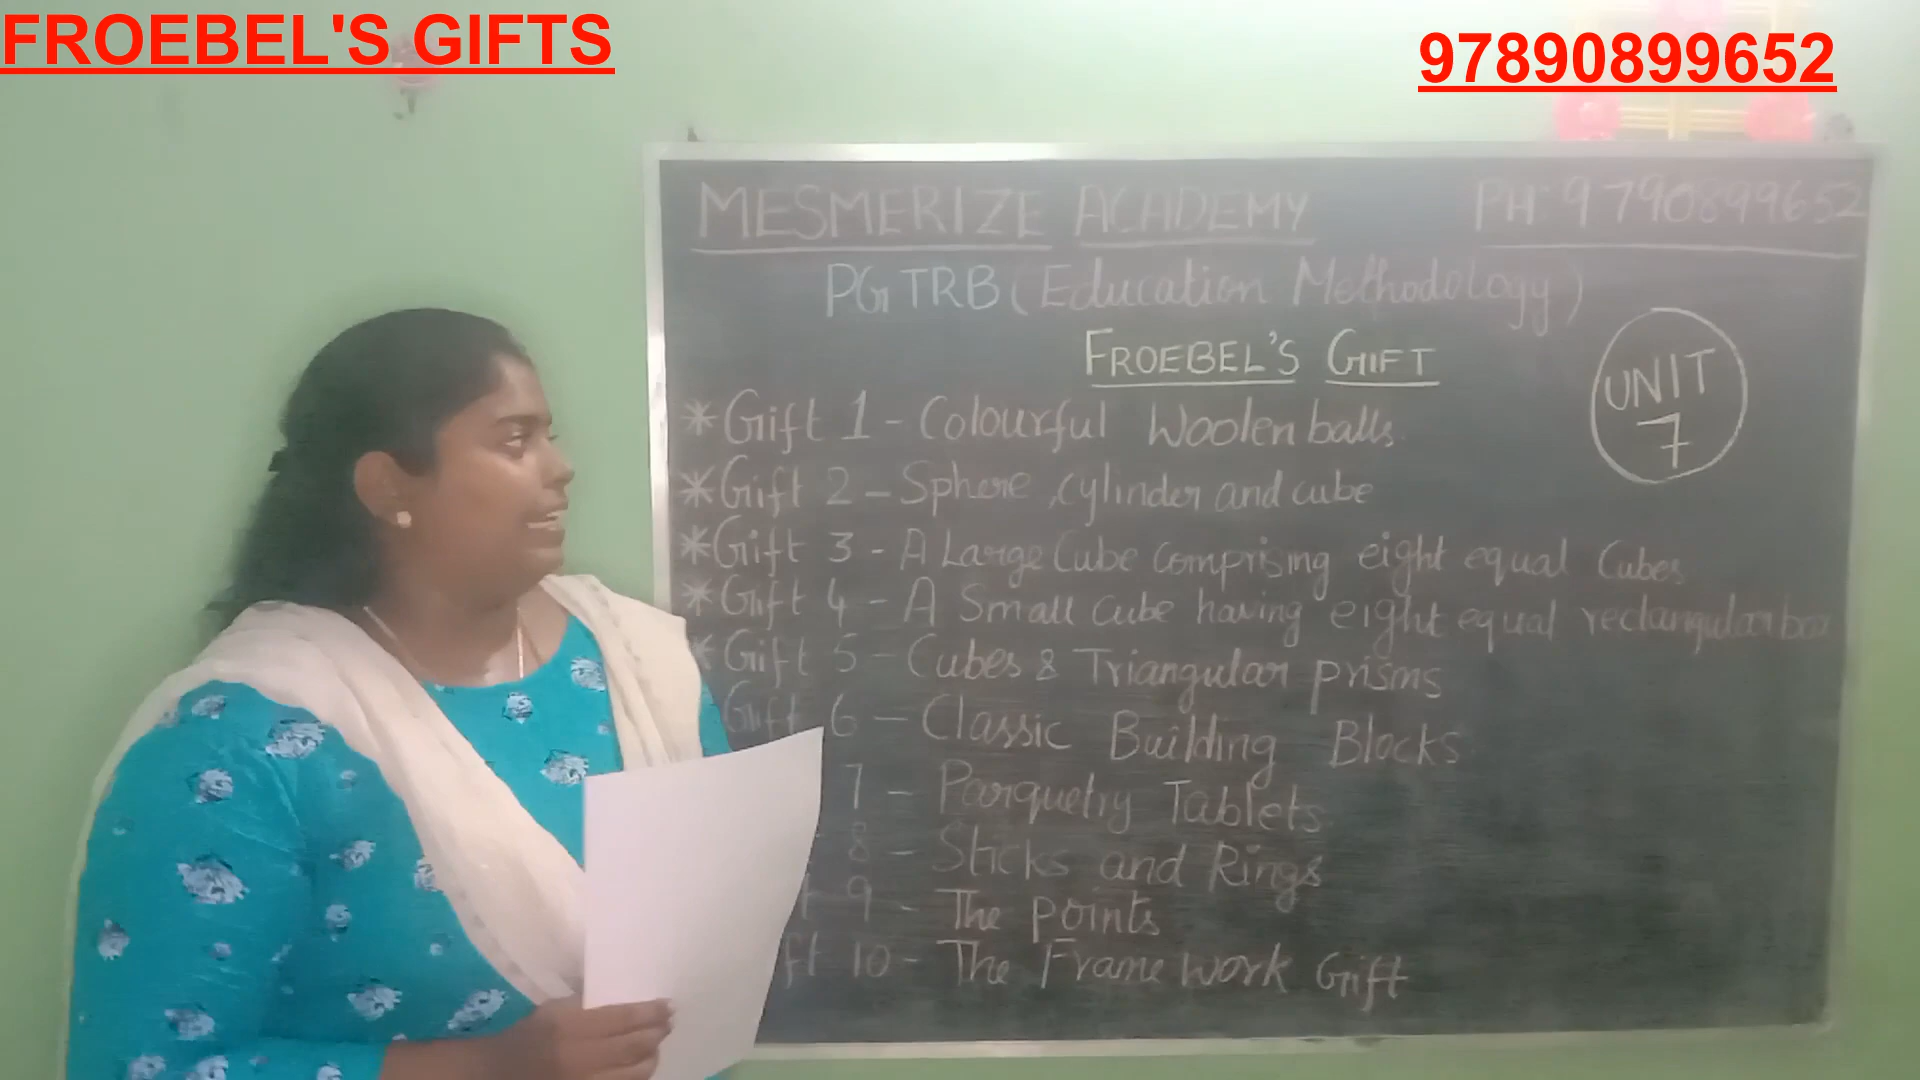 FROEBEL'S GIFTS
97890899652
MESMERIZE ACADEMY PH: 9790899652
PG TRB (Education Methodology)
FROEBEL'S GIFT
UNIT 7
*Gift 1 - Colourful Woolen balls.
*Gift 2 - Sphere, cylinder and cube
*Gift 3 - A Large Cube comprising eight equal Cubes
*Gift 4 - A Small cube having eight equal rectangular box
*Gift 5 - Cubes & Triangular prisms
Gift 6 - Classic Building Blocks
7 - Parquetry Tablets
8 - Sticks and Rings
t 9 - The points
ft 10 - The Frame work Gift